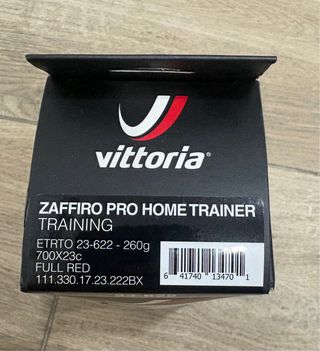 vittoria®
ZAFFIRO PRO HOME TRAINER
TRAINING
ETRTO 23-622 - 260g
700X23c
FULL RED
111.330.17.23.222BX
6 41740 13470 1